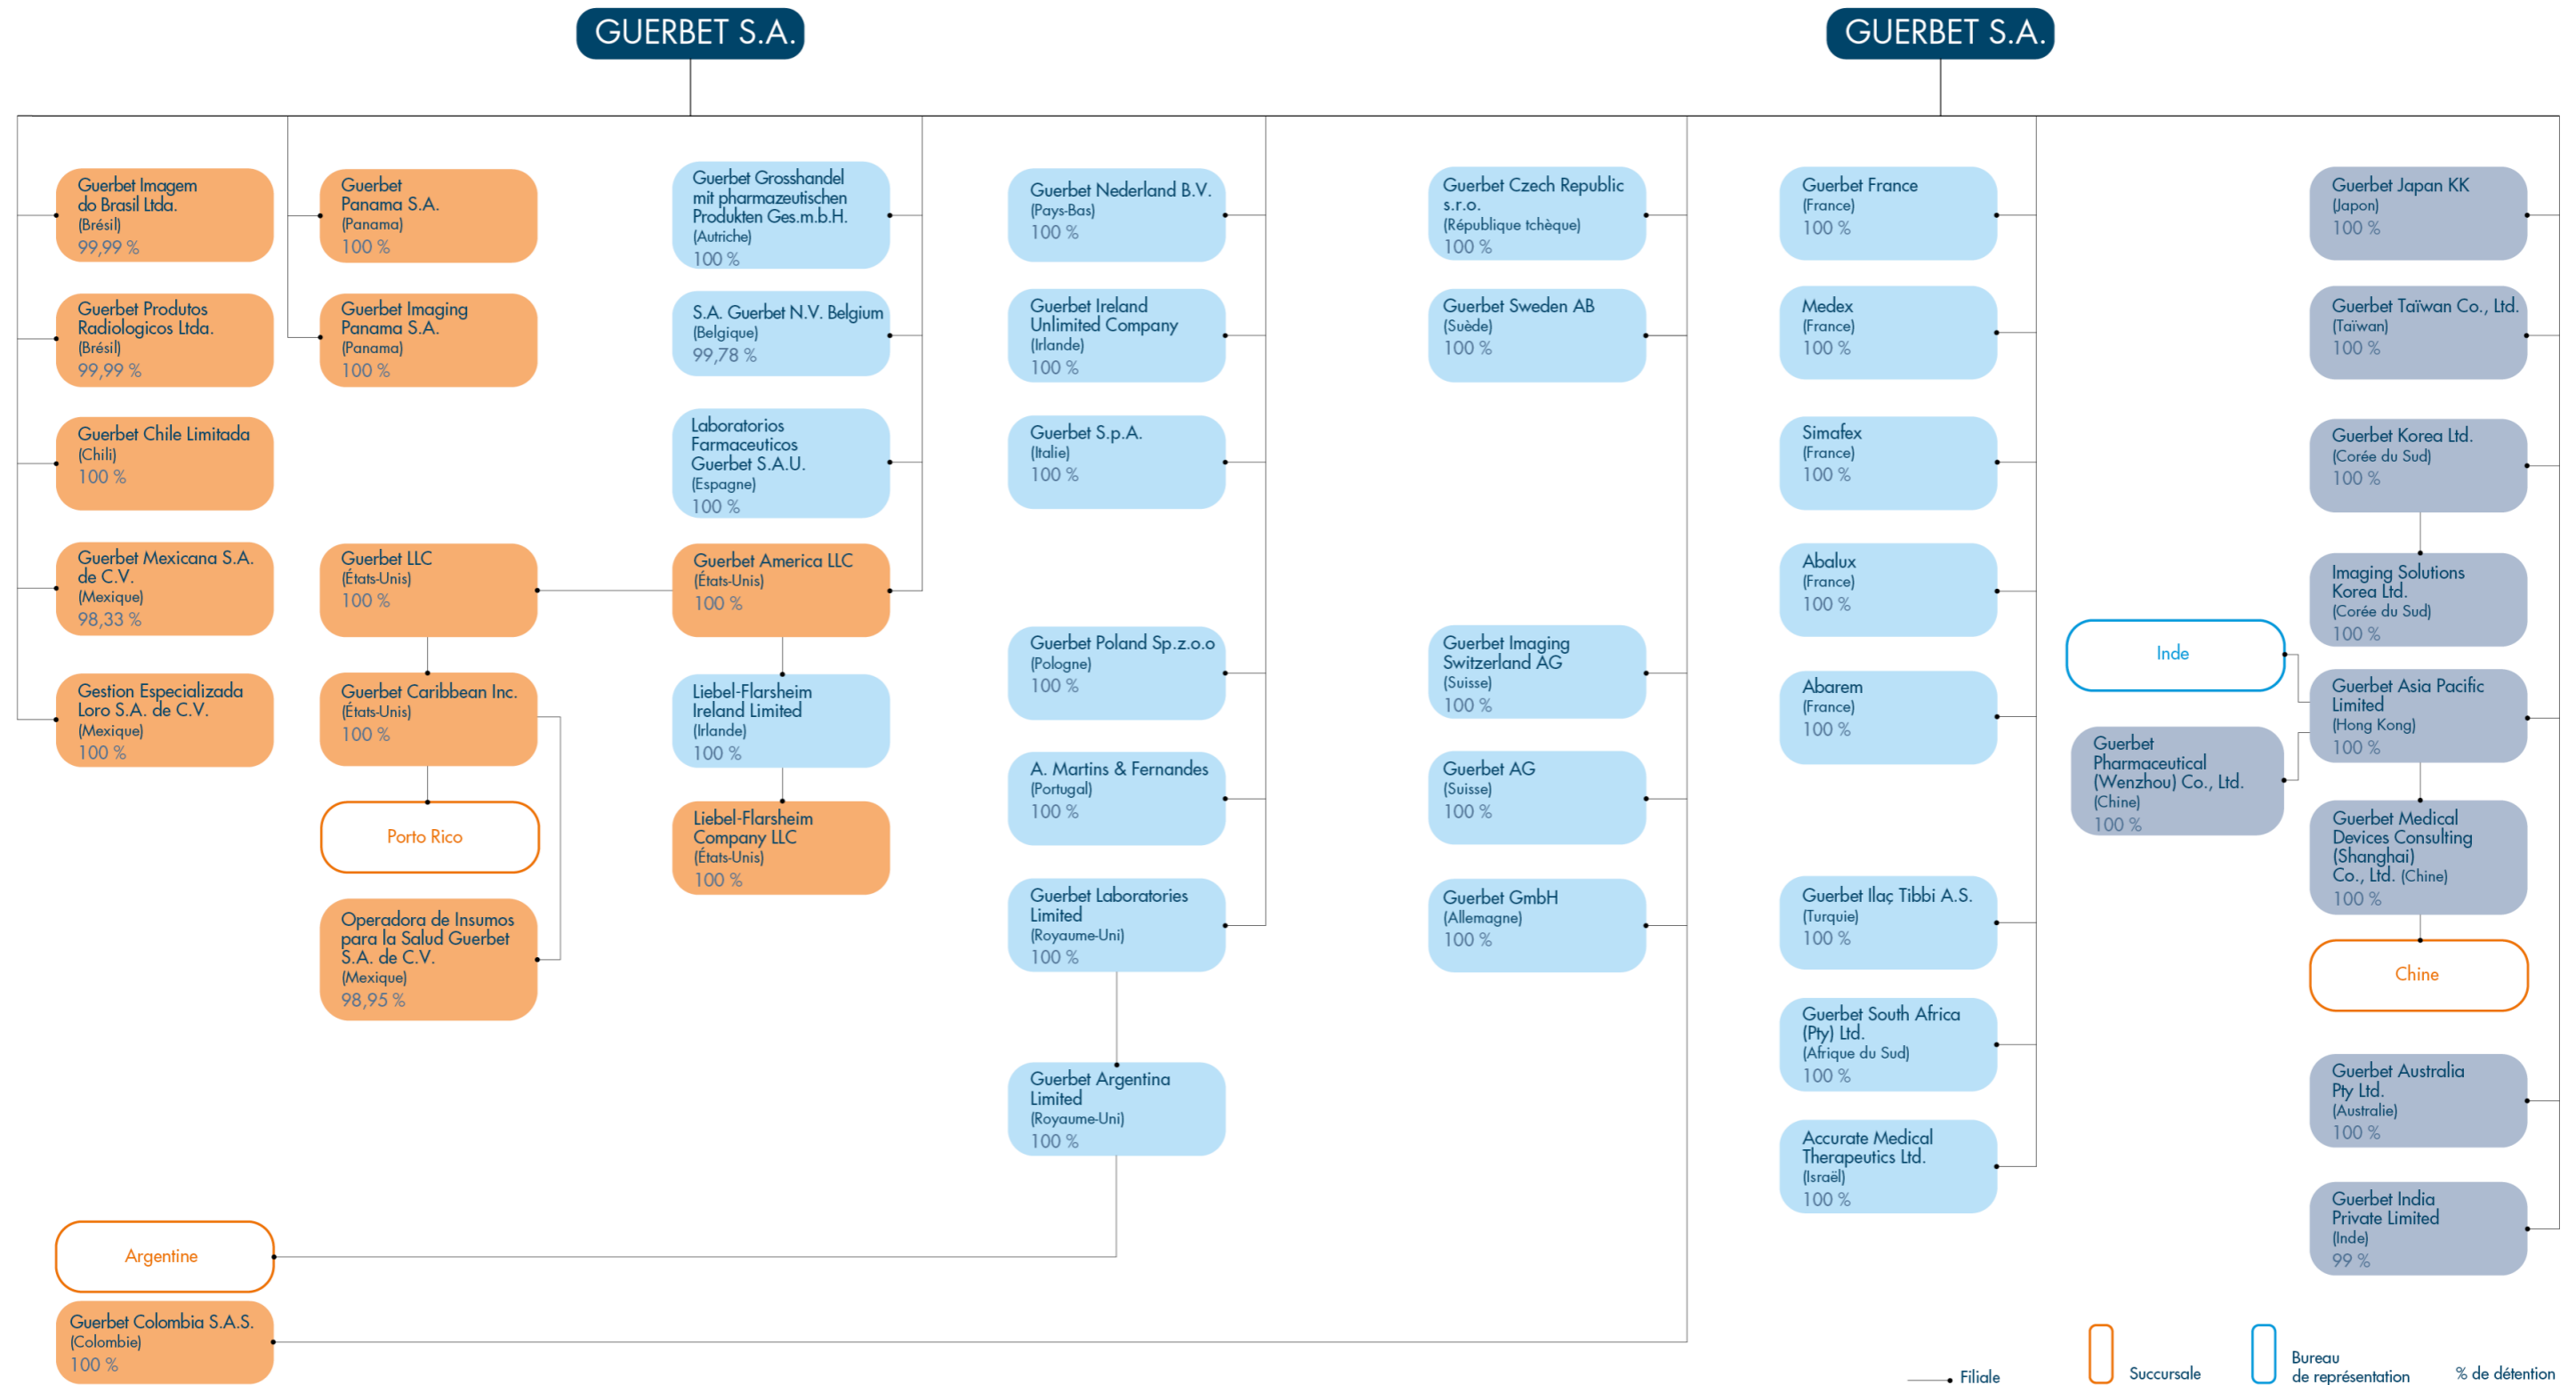 GUERBET S.A.
GUERBET S.A.
Guerbet Imagem
do Brasil Ltda.
(Brésil)
99,99 %
Guerbet Produtos
Radiologicos Ltda.
(Brésil)
99,99 %
Guerbet Chile Limitada
(Chili)
100 %
Guerbet Mexicana S.A.
de C.V.
(Mexique)
98,33 %
Gestion Especializada
Loro S.A. de C.V.
(Mexique)
100 %
Guerbet
Panama S.A.
(Panama)
100 %
Guerbet Imaging
Panama S.A.
(Panama)
100 %
Guerbet LLC
(États-Unis)
100 %
Guerbet Caribbean Inc.
(États-Unis)
100 %
Porto Rico
Operadora de Insumos
para la Salud Guerbet
S.A. de C.V.
(Mexique)
98,95 %
Guerbet Grosshandel
mit pharmazeutischen
Produkten Ges.m.b.H.
(Autriche)
100 %
S.A. Guerbet N.V. Belgium
(Belgique)
99,78 %
Laboratorios
Farmaceuticos
Guerbet S.A.U.
(Espagne)
100 %
Guerbet America LLC
(États-Unis)
100 %
Liebel-Flarsheim
Ireland Limited
(Irlande)
100 %
Liebel-Flarsheim
Company LLC
(États-Unis)
100 %
Guerbet Nederland B.V.
(Pays-Bas)
100 %
Guerbet Ireland
Unlimited Company
(Irlande)
100 %
Guerbet S.p.A.
(Italie)
100 %
Guerbet Poland Sp.z.o.o
(Pologne)
100 %
A. Martins & Fernandes
(Portugal)
100 %
Guerbet Laboratories
Limited
(Royaume-Uni)
100 %
Guerbet Argentina
Limited
(Royaume-Uni)
100 %
Argentine
Guerbet Colombia S.A.S.
(Colombie)
100 %
Guerbet Czech Republic
s.r.o.
(République tchèque)
100 %
Guerbet Sweden AB
(Suède)
100 %
Guerbet Imaging
Switzerland AG
(Suisse)
100 %
Guerbet AG
(Suisse)
100 %
Guerbet GmbH
(Allemagne)
100 %
Guerbet France
(France)
100 %
Medex
(France)
100 %
Simafex
(France)
100 %
Abalux
(France)
100 %
Abarem
(France)
100 %
Guerbet Ilaç Tibbi A.S.
(Turquie)
100 %
Guerbet South Africa
(Pty) Ltd.
(Afrique du Sud)
100 %
Accurate Medical
Therapeutics Ltd.
(Israël)
100 %
Guerbet Japan KK
(Japon)
100 %
Guerbet Taïwan Co., Ltd.
(Taïwan)
100 %
Guerbet Korea Ltd.
(Corée du Sud)
100 %
Imaging Solutions
Korea Ltd.
(Corée du Sud)
100 %
Inde
Guerbet Asia Pacific
Limited
(Hong Kong)
100 %
Guerbet
Pharmaceutical
(Wenzhou) Co., Ltd.
(Chine)
100 %
Guerbet Medical
Devices Consulting
(Shanghai)
Co., Ltd. (Chine)
100 %
Chine
Guerbet Australia
Pty Ltd.
(Australie)
100 %
Guerbet India
Private Limited
(Inde)
99 %
Filiale
Succursale
Bureau
de représentation
% de détention